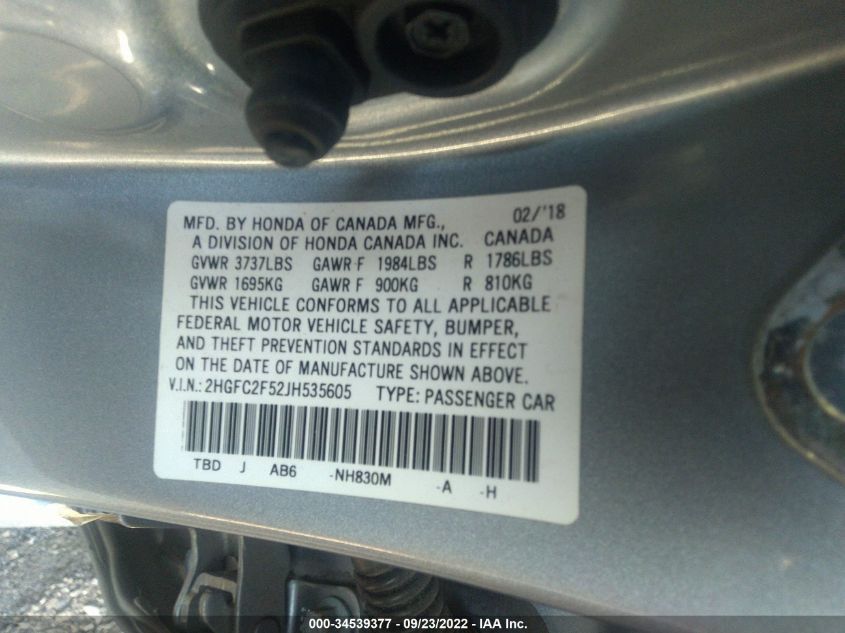 MFD. BY HONDA OF CANADA MFG., 02/'18
A DIVISION OF HONDA CANADA INC. CANADA
GVWR 3737LBS GAWR F 1984LBS R 1786LBS
GVWR 1695KG GAWR F 900KG R 810KG
THIS VEHICLE CONFORMS TO ALL APPLICABLE
FEDERAL MOTOR VEHICLE SAFETY, BUMPER,
AND THEFT PREVENTION STANDARDS IN EFFECT
ON THE DATE OF MANUFACTURE SHOWN ABOVE.
V.I.N.: 2HGFC2F52JH535605 TYPE: PASSENGER CAR
TBD J AB6 -NH830M -A -H
000-34539377 - 09/23/2022 - IAA Inc.